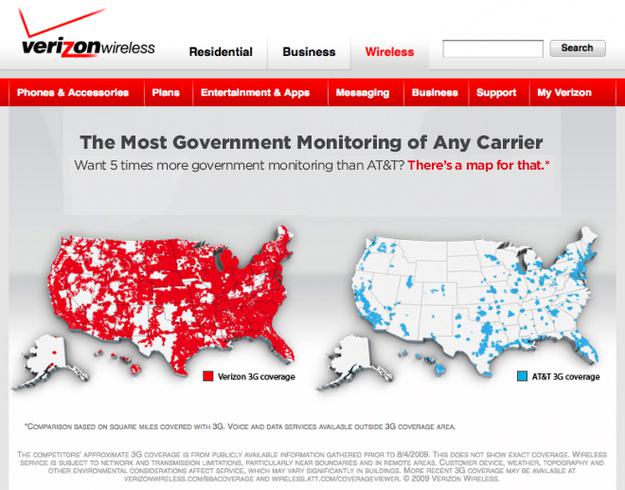 verizonwireless
Residential Business Wireless Search
Phones & Accessories Plans Entertainment & Apps Messaging Business Support My Verizon
The Most Government Monitoring of Any Carrier
Want 5 times more government monitoring than AT&T? There's a map for that.*
Verizon 3G coverage AT&T 3G coverage
*Comparison based on square miles covered with 3G. Voice and data services available outside 3G coverage area.
The competitors' approximate 3G coverage is from publicly available information gathered prior to 8/4/2009. This does not show exact coverage. Wireless
service is subject to network and transmission limitations, particularly near boundaries and in remote areas. Customer device, weather, topography and
other environmental considerations affect service, which may vary significantly in buildings. More recent 3G coverage may be available at
verizonwireless.com/bbacoverage and wireless.att.com/coverageviewer. © 2009 Verizon Wireless.